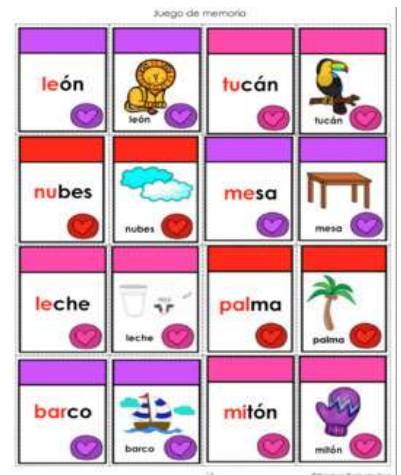 Juego de memoria
león
león
tucán
tucán
nubes
nubes
mesa
mesa
leche
leche
palma
palma
barco
barco
mitón
mitón